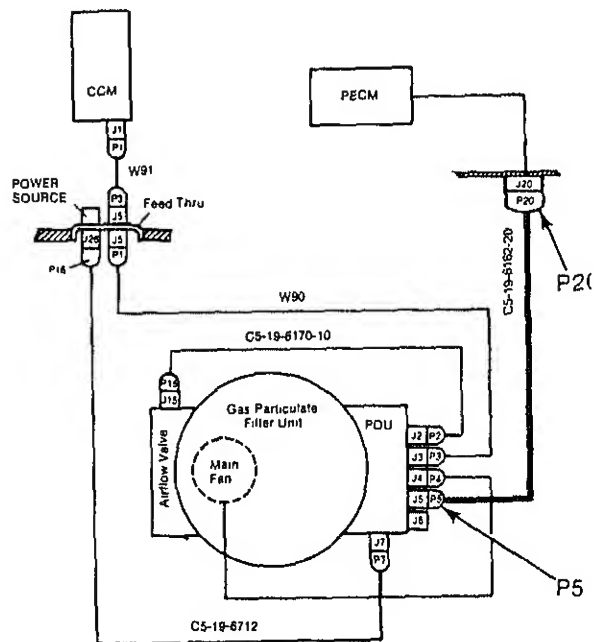 CCM
PECM
J1
P1
W91
POWER
SOURCE
P3
J5
Feed Thru
J26
J5
P1
P16
J20
P20
P20
C5-19-6162-20
W90
C5-19-6170-10
P15
J15
Gas Particulate
Filler Unit
PDU
Airflow Valve
Main
Fan
J2 P2
J3 P3
J4 P4
J5 P5
J6
J7
P7
P5
C5-19-6712